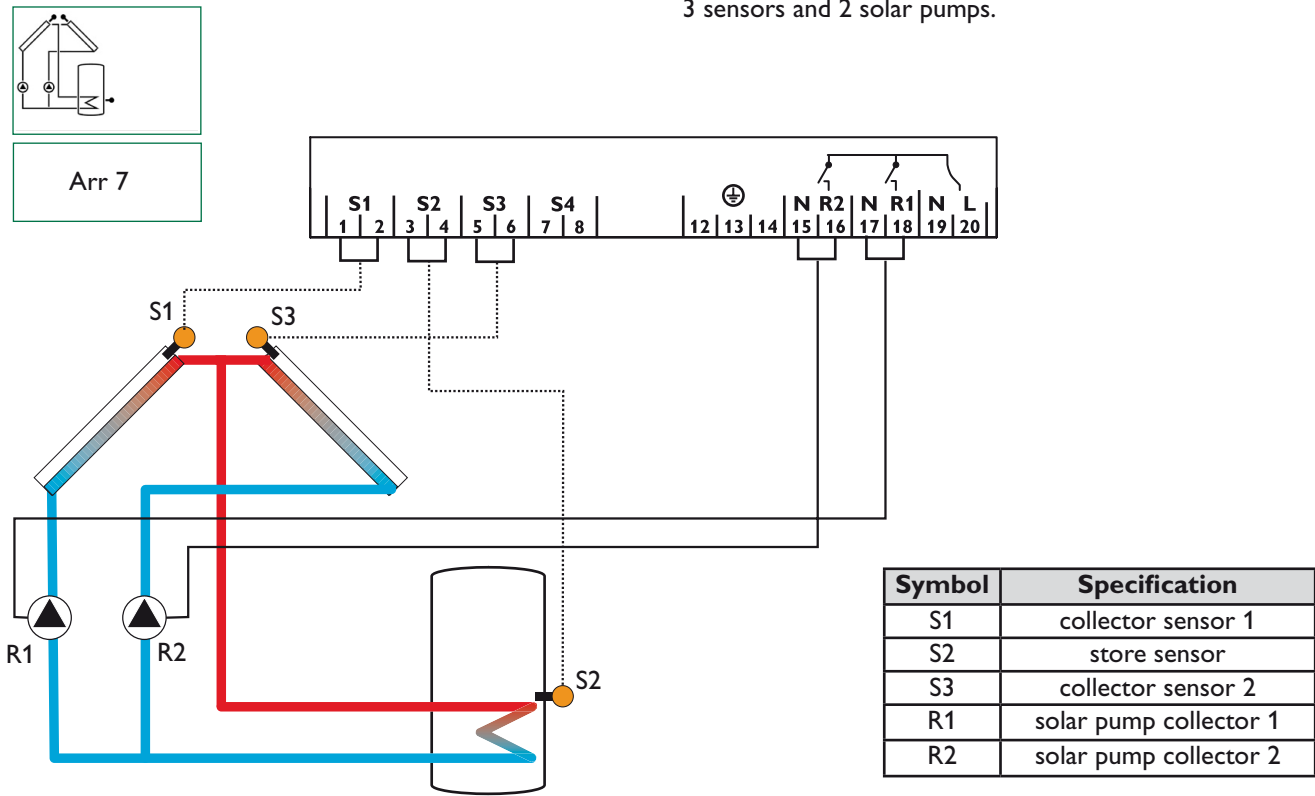 3 sensors and 2 solar pumps.
Arr 7
S1 S2 S3 S4 N R2 N R1 N L
1 2 3 4 5 6 7 8 12 13 14 15 16 17 18 19 20
S1 S3
R1 R2
S2
Symbol Specification
S1 collector sensor 1
S2 store sensor
S3 collector sensor 2
R1 solar pump collector 1
R2 solar pump collector 2